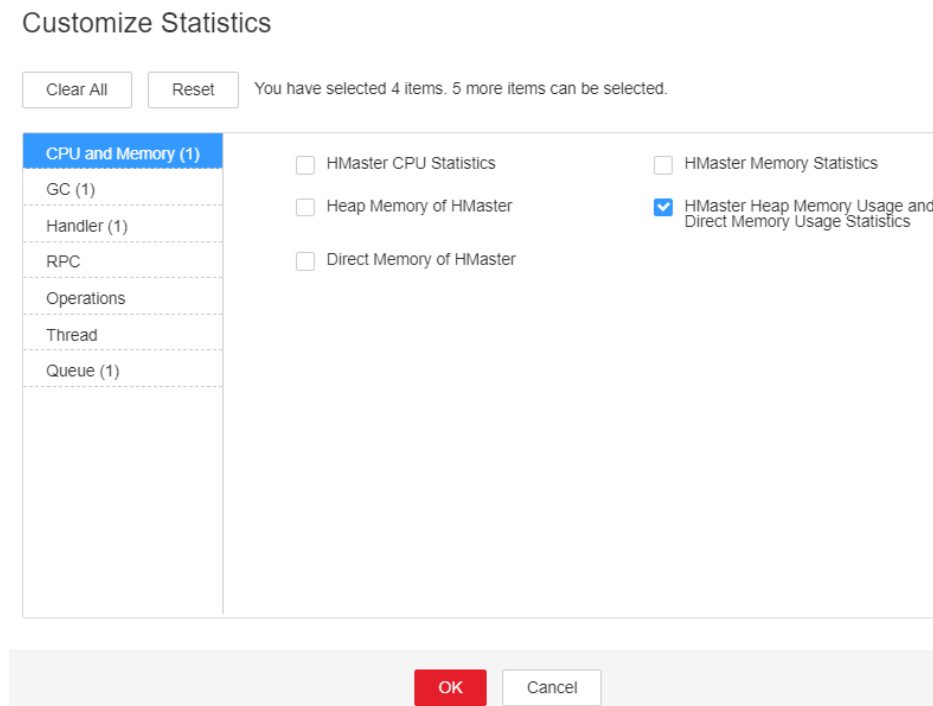 Customize Statistics
Clear All
Reset
You have selected 4 items. 5 more items can be selected.
CPU and Memory (1)
GC (1)
Handler (1)
RPC
Operations
Thread
Queue (1)
HMaster CPU Statistics
HMaster Memory Statistics
Heap Memory of HMaster
HMaster Heap Memory Usage and
Direct Memory Usage Statistics
Direct Memory of HMaster
OK
Cancel